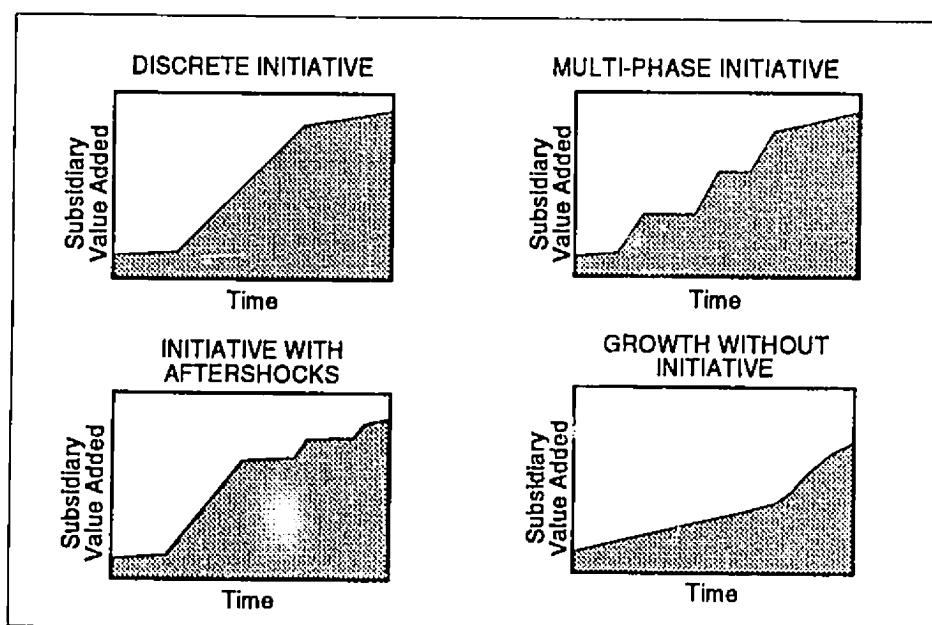 DISCRETE INITIATIVE
Subsidiary
Value Added
Time
MULTI-PHASE INITIATIVE
Subsidiary
Value Added
Time
INITIATIVE WITH
AFTERSHOCKS
Subsidiary
Value Added
Time
GROWTH WITHOUT
INITIATIVE
Subsidiary
Value Added
Time